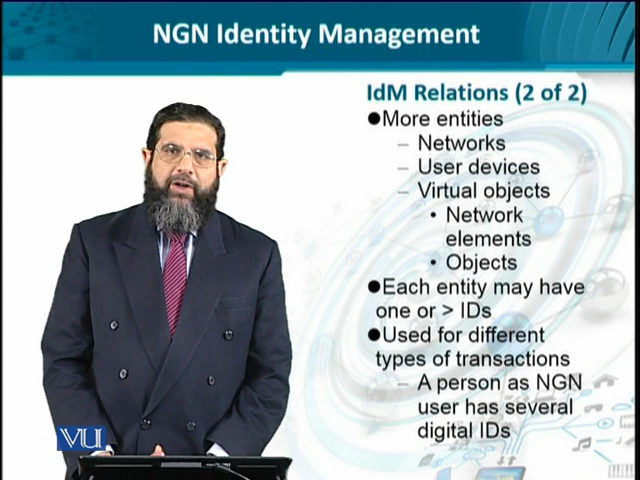 NGN Identity Management
IdM Relations (2 of 2)
●More entities
– Networks
– User devices
– Virtual objects
• Network
elements
• Objects
●Each entity may have
one or > IDs
●Used for different
types of transactions
– A person as NGN
user has several
digital IDs
VU